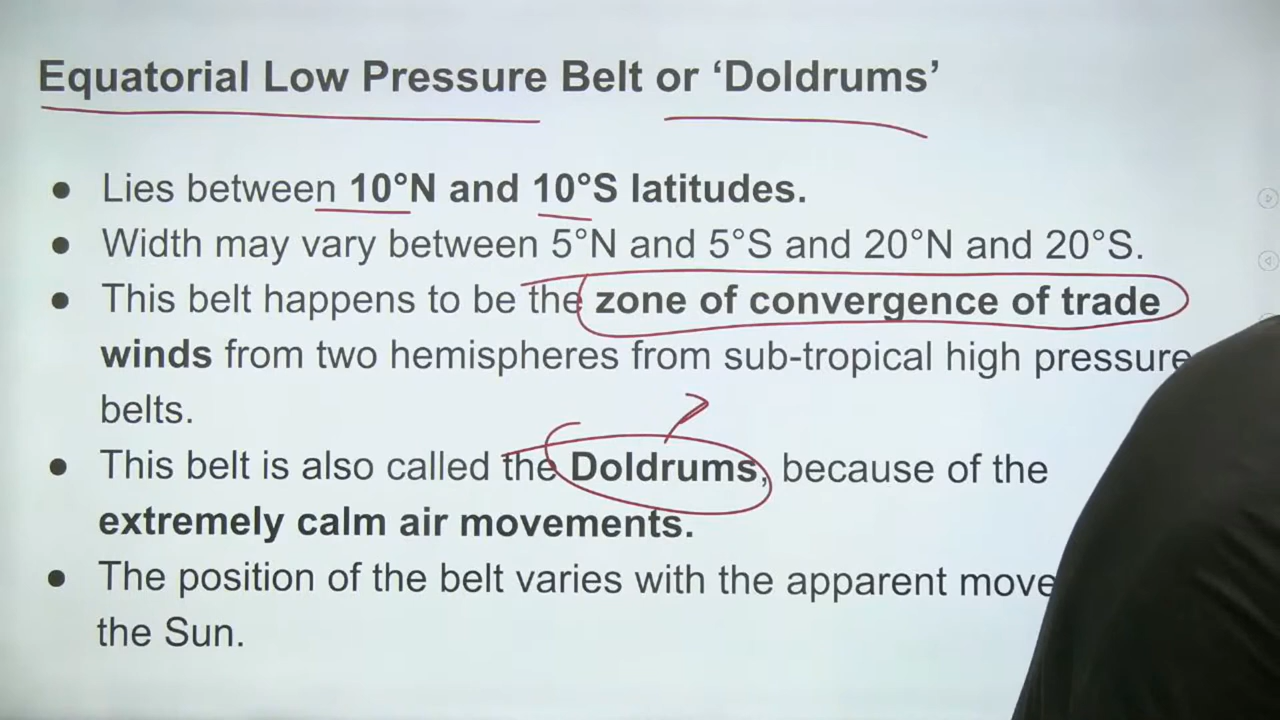 Equatorial Low Pressure Belt or ‘Doldrums’
● Lies between 10°N and 10°S latitudes.
● Width may vary between 5°N and 5°S and 20°N and 20°S.
● This belt happens to be the zone of convergence of trade
winds from two hemispheres from sub-tropical high pressure
belts.
● This belt is also called the Doldrums, because of the
extremely calm air movements.
● The position of the belt varies with the apparent move
the Sun.